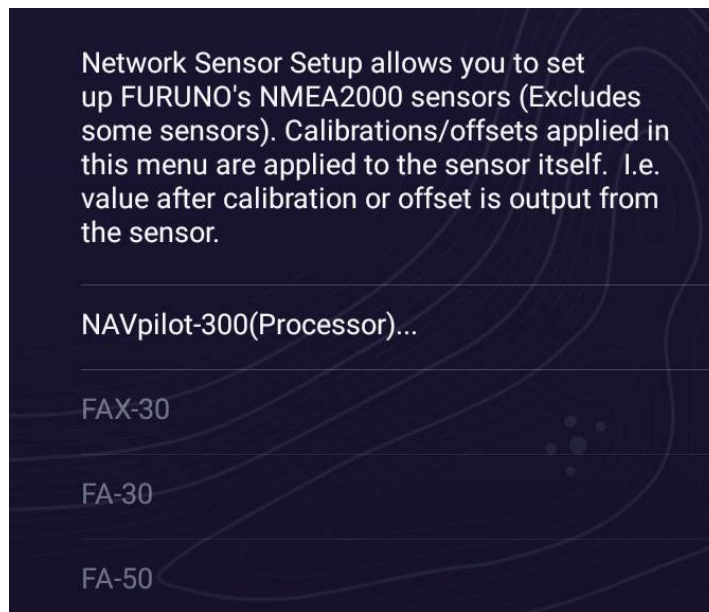 Network Sensor Setup allows you to set
up FURUNO's NMEA2000 sensors (Excludes
some sensors). Calibrations/offsets applied in
this menu are applied to the sensor itself.  I.e.
value after calibration or offset is output from
the sensor.
NAVpilot-300(Processor)...
FAX-30
FA-30
FA-50